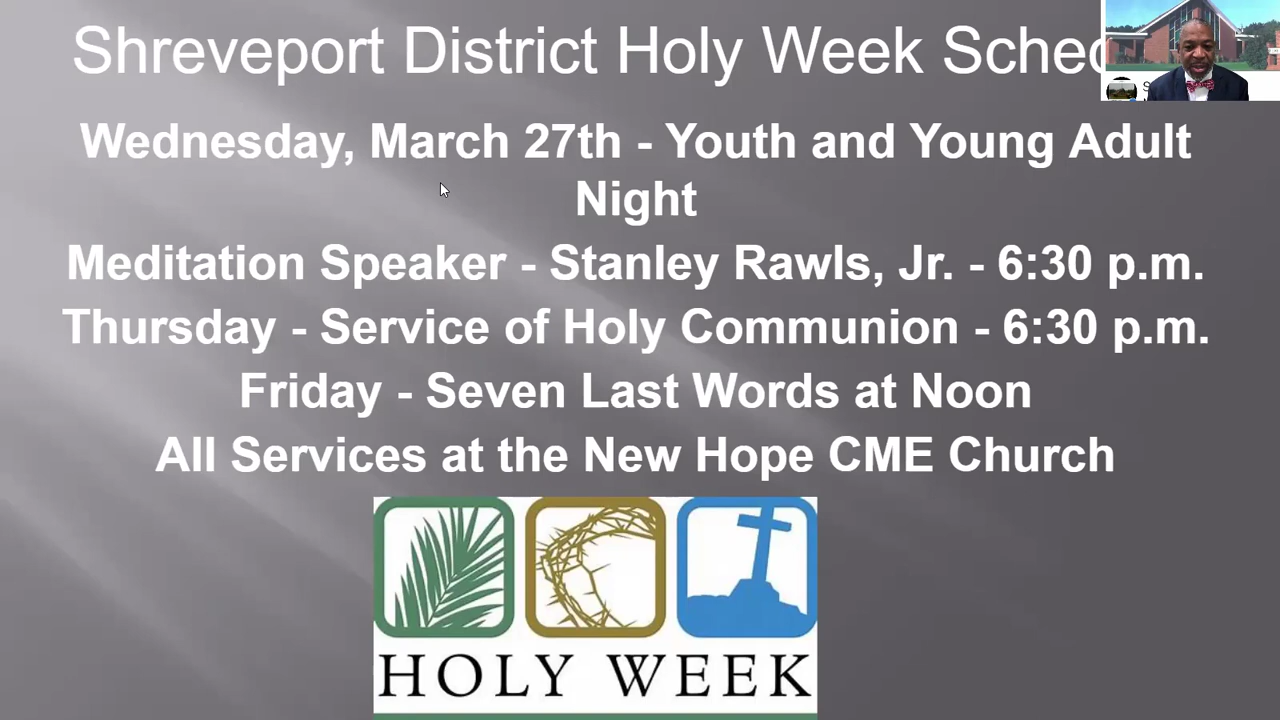 Shreveport District Holy Week Sched
Wednesday, March 27th - Youth and Young Adult
Night
Meditation Speaker - Stanley Rawls, Jr. - 6:30 p.m.
Thursday - Service of Holy Communion - 6:30 p.m.
Friday - Seven Last Words at Noon
All Services at the New Hope CME Church
HOLY WEEK